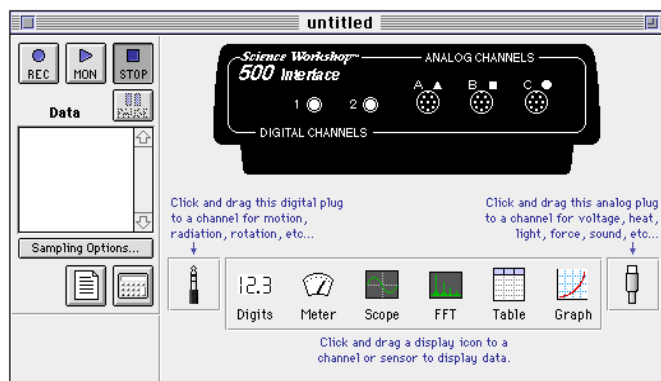 untitled
REC MON STOP
PAUSE
Data
Sampling Options...
Science Workshop™
500 Interface
ANALOG CHANNELS
A B C
1 2
DIGITAL CHANNELS
Click and drag this digital plug
to a channel for motion,
radiation, rotation, etc...
Click and drag this analog plug
to a channel for voltage, heat,
light, force, sound, etc...
12.3
Digits Meter Scope FFT Table Graph
Click and drag a display icon to a
channel or sensor to display data.